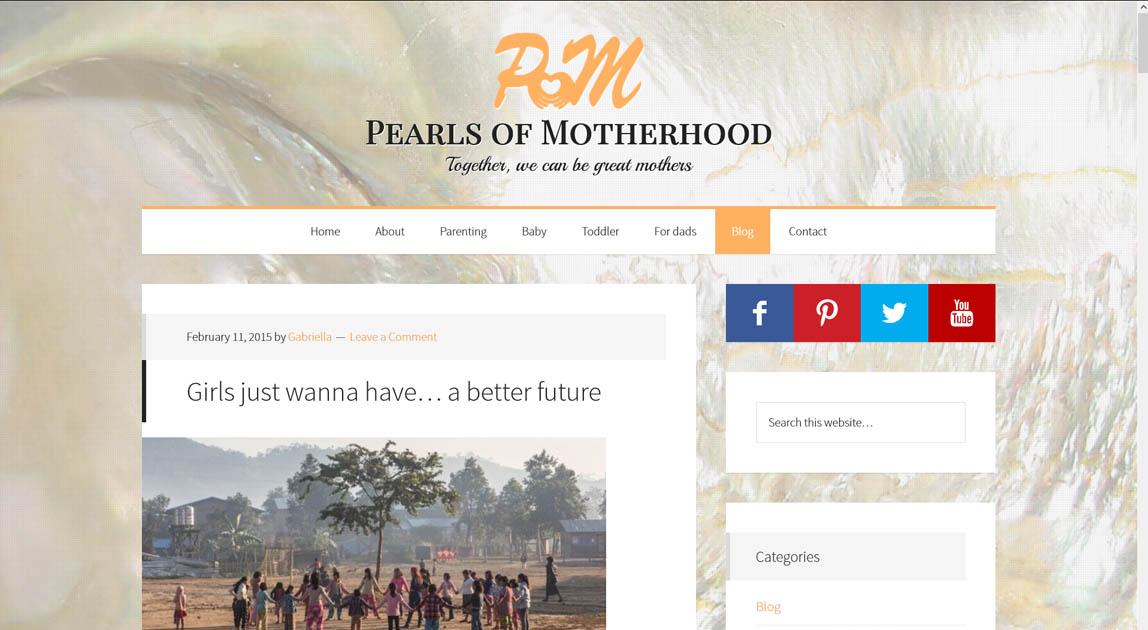 PoM
Pearls of Motherhood
Together, we can be great mothers
Home About Parenting Baby Toddler For dads Blog Contact
February 11, 2015 by Gabriella — Leave a Comment
Girls just wanna have… a better future
f
You
Tube
Search this website…
Categories
Blog